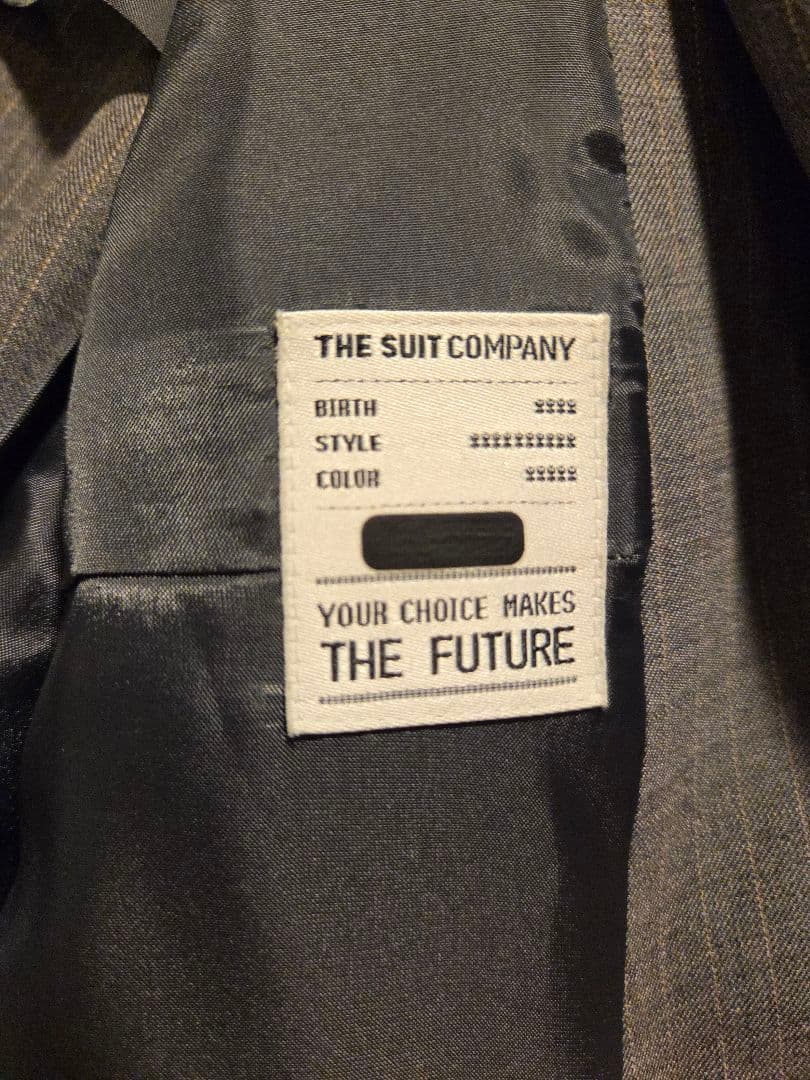 THE SUIT COMPANY
BIRTH ****
STYLE **********
COLOR *****
YOUR CHOICE MAKES
THE FUTURE